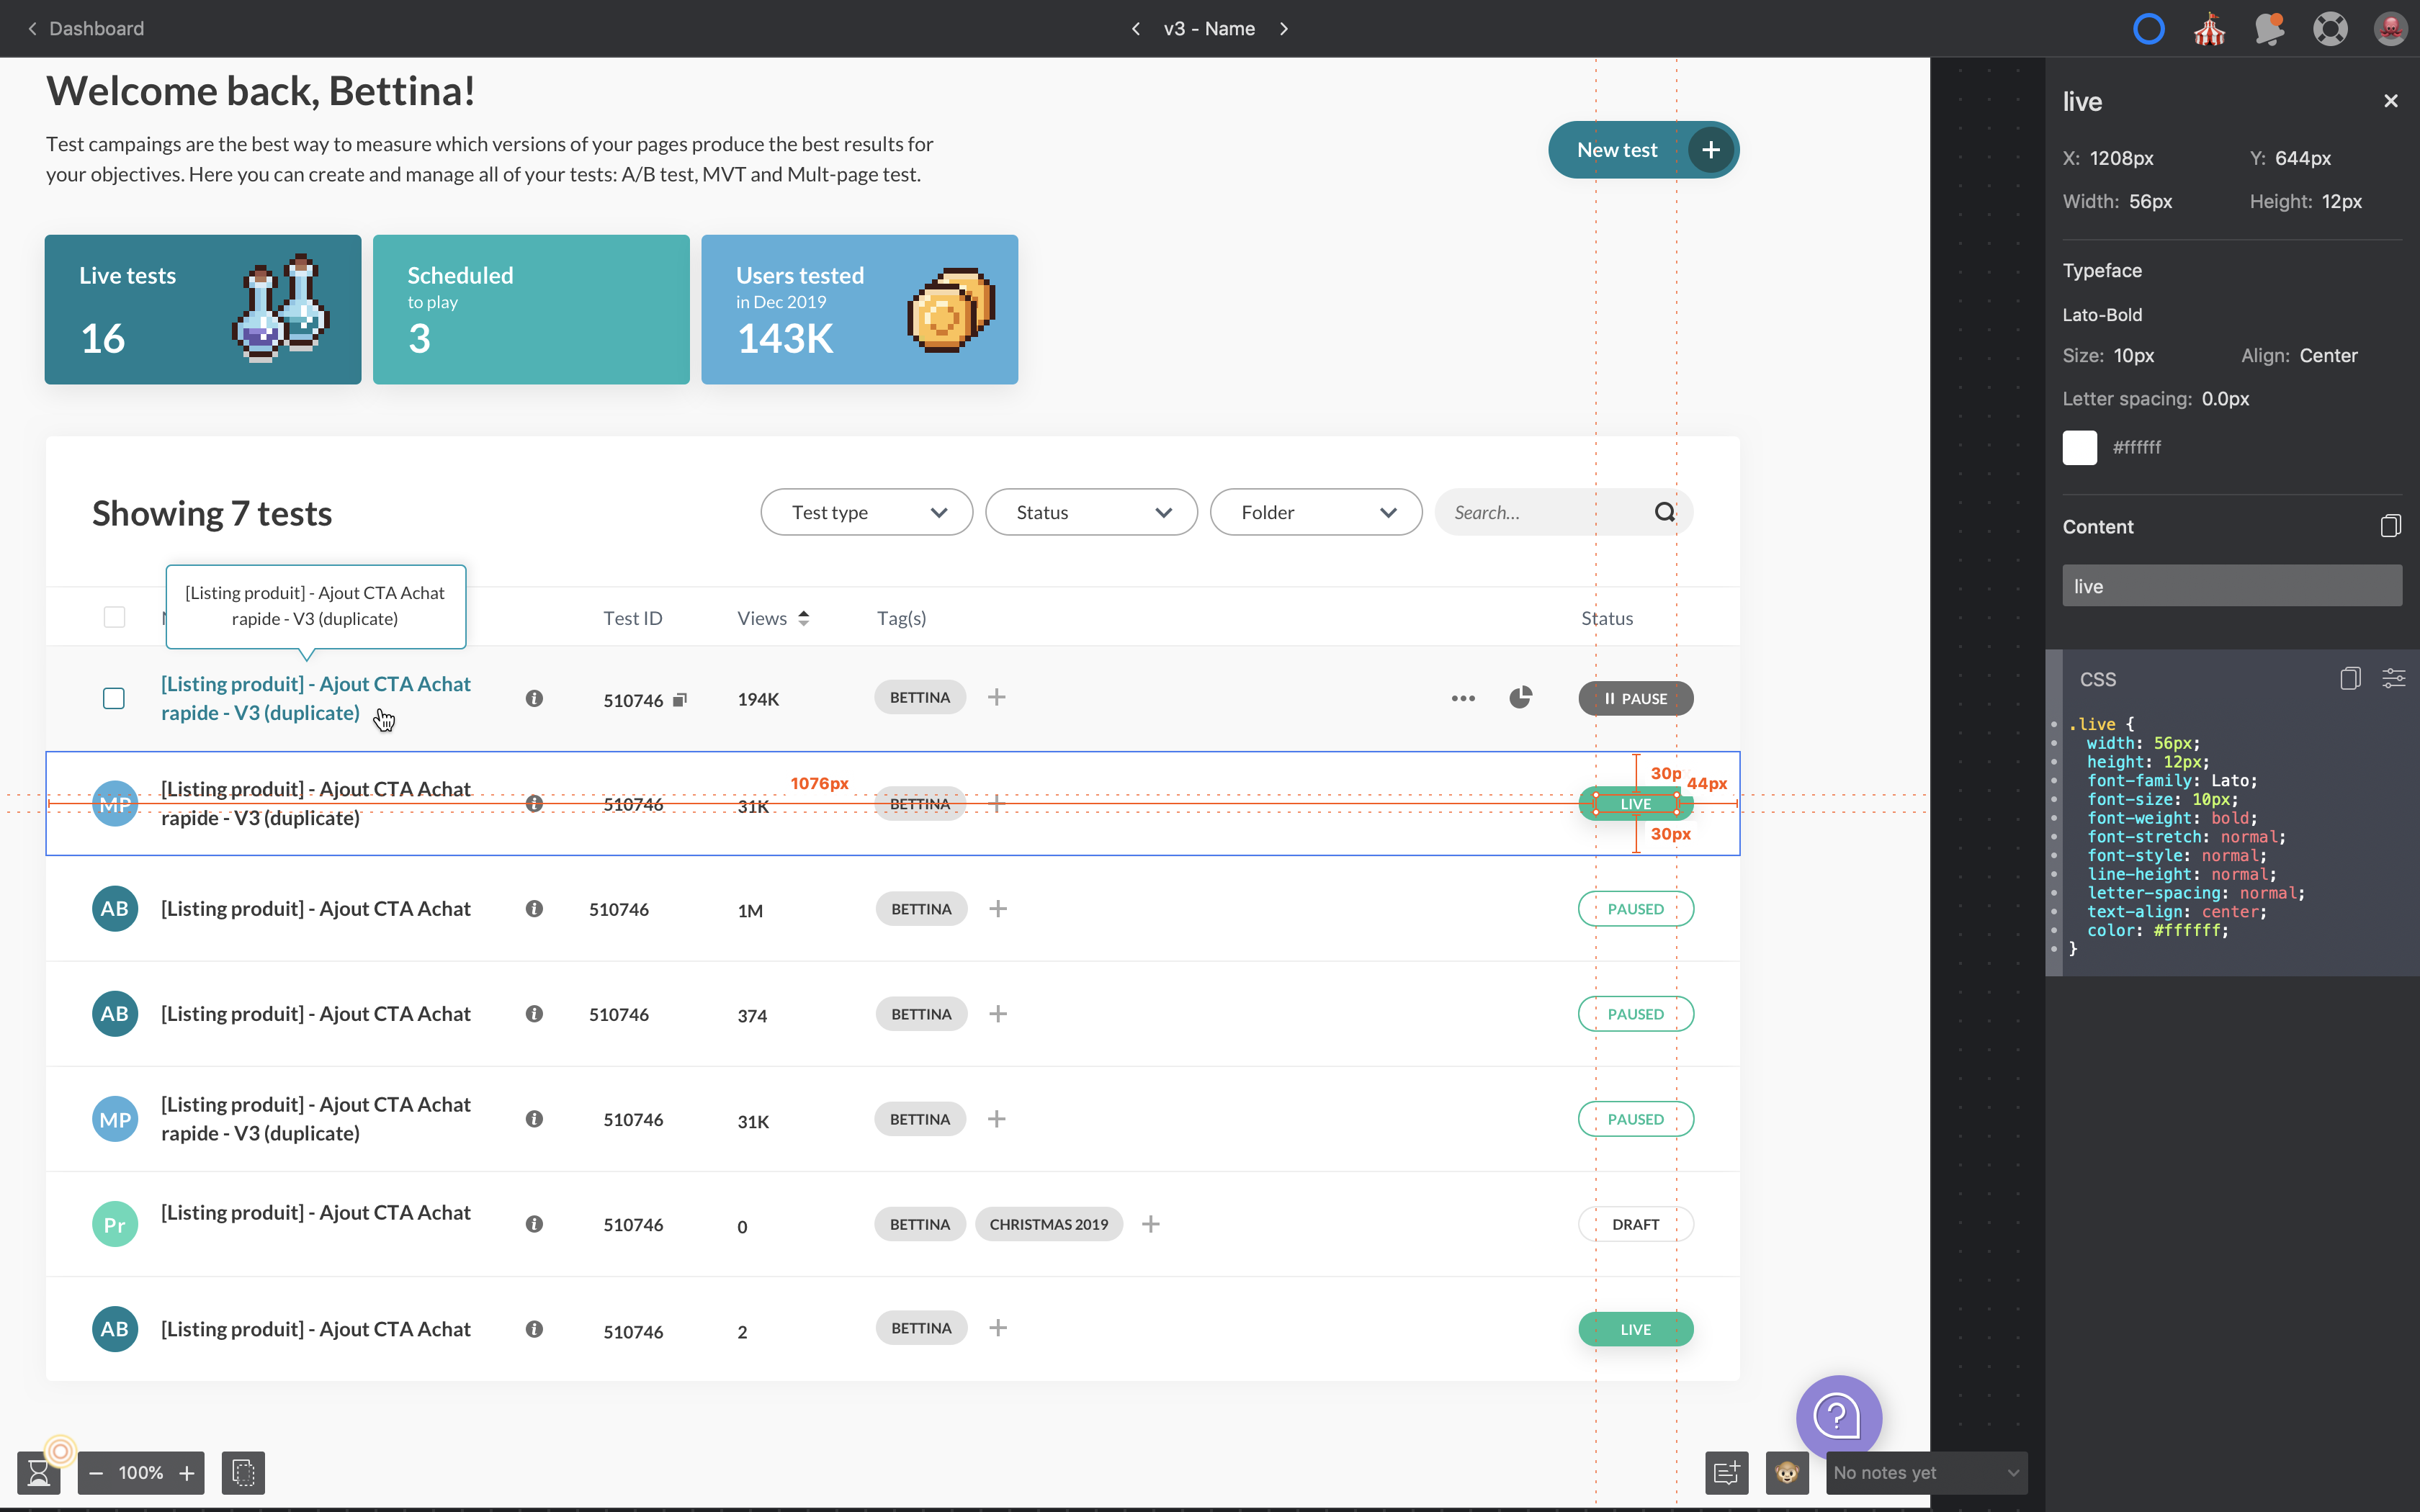 Dashboard
v3 - Name
Welcome back, Bettina!
Test campaings are the best way to measure which versions of your pages produce the best results for
your objectives. Here you can create and manage all of your tests: A/B test, MVT and Mult-page test.
New test
Live tests
16
Scheduled
to play
3
Users tested
in Dec 2019
143K
Showing 7 tests
Test type
Status
Folder
Search...
[Listing produit] - Ajout CTA Achat
rapide - V3 (duplicate)
Test ID
Views
Tag(s)
Status
[Listing produit] - Ajout CTA Achat
rapide - V3 (duplicate)
510746
194K
BETTINA
PAUSE
MP
[Listing produit] - Ajout CTA Achat
rapide - V3 (duplicate)
510746
1076px
31K
BETTINA
LIVE
30p
44px
30px
AB
[Listing produit] - Ajout CTA Achat
510746
1M
BETTINA
PAUSED
AB
[Listing produit] - Ajout CTA Achat
510746
374
BETTINA
PAUSED
MP
[Listing produit] - Ajout CTA Achat
rapide - V3 (duplicate)
510746
31K
BETTINA
PAUSED
Pr
[Listing produit] - Ajout CTA Achat
510746
0
BETTINA
CHRISTMAS 2019
DRAFT
AB
[Listing produit] - Ajout CTA Achat
510746
2
BETTINA
LIVE
100%
No notes yet
live
X: 1208px
Y: 644px
Width: 56px
Height: 12px
Typeface
Lato-Bold
Size: 10px
Align: Center
Letter spacing: 0.0px
#ffffff
Content
live
CSS
.live {
width: 56px;
height: 12px;
font-family: Lato;
font-size: 10px;
font-weight: bold;
font-stretch: normal;
font-style: normal;
line-height: normal;
letter-spacing: normal;
text-align: center;
color: #ffffff;
}